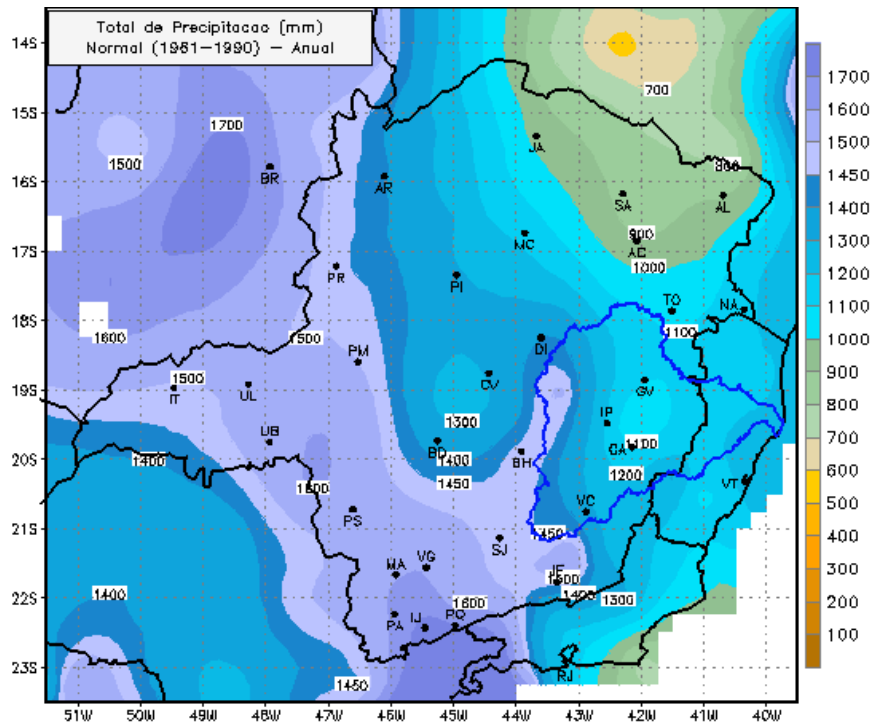 Total de Precipitacao (mm)
Normal (1961-1990) - Anual
14S
15S
16S
17S
18S
19S
20S
21S
22S
23S
51W 50W 49W 48W 47W 46W 45W 44W 43W 42W 41W 40W
1700
1600
1500
1450
1400
1300
1200
1100
1000
900
800
700
600
500
400
300
200
100
700
1700
1500
BR
AR
JA
SA
AL
MC
900
AC
1000
PR
PI
TO
NA
1600
1500
1100
DI
PM
1500
IT
UL
CV
GV
1300
IP
UB
BD
BH
1100
CA
1400
1400
1200
1450
VT
VC
PS
1450
SJ
MA
VG
JF
1400
1400
1300
1600
PA
IJ
PQ
RJ
1450